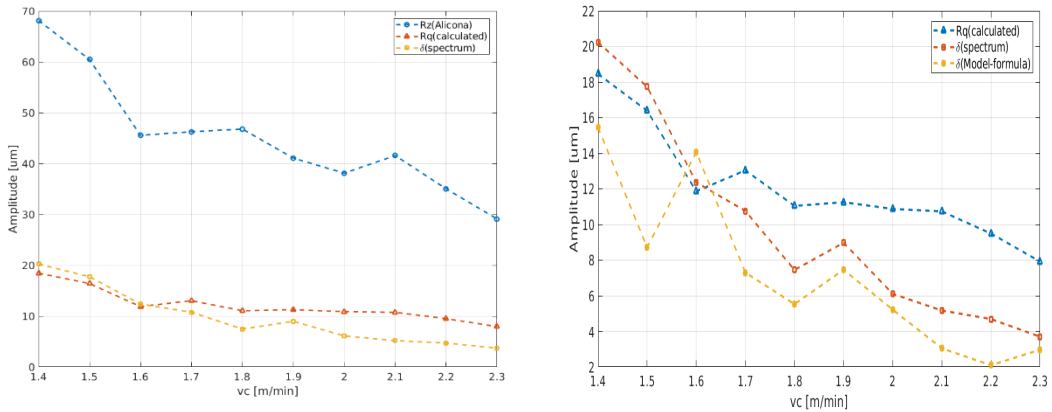 70
60
50
40
30
20
10
0
Amplitude [um]
Rz(Alicona)
Rq(calculated)
δ(spectrum)
1.4 1.5 1.6 1.7 1.8 1.9 2 2.1 2.2 2.3
vc [m/min]
22
20
18
16
14
12
10
8
6
4
2
Amplitude [um]
Rq(calculated)
δ(spectrum)
δ(Model-formula)
1.4 1.5 1.6 1.7 1.8 1.9 2 2.1 2.2 2.3
vc [m/min]